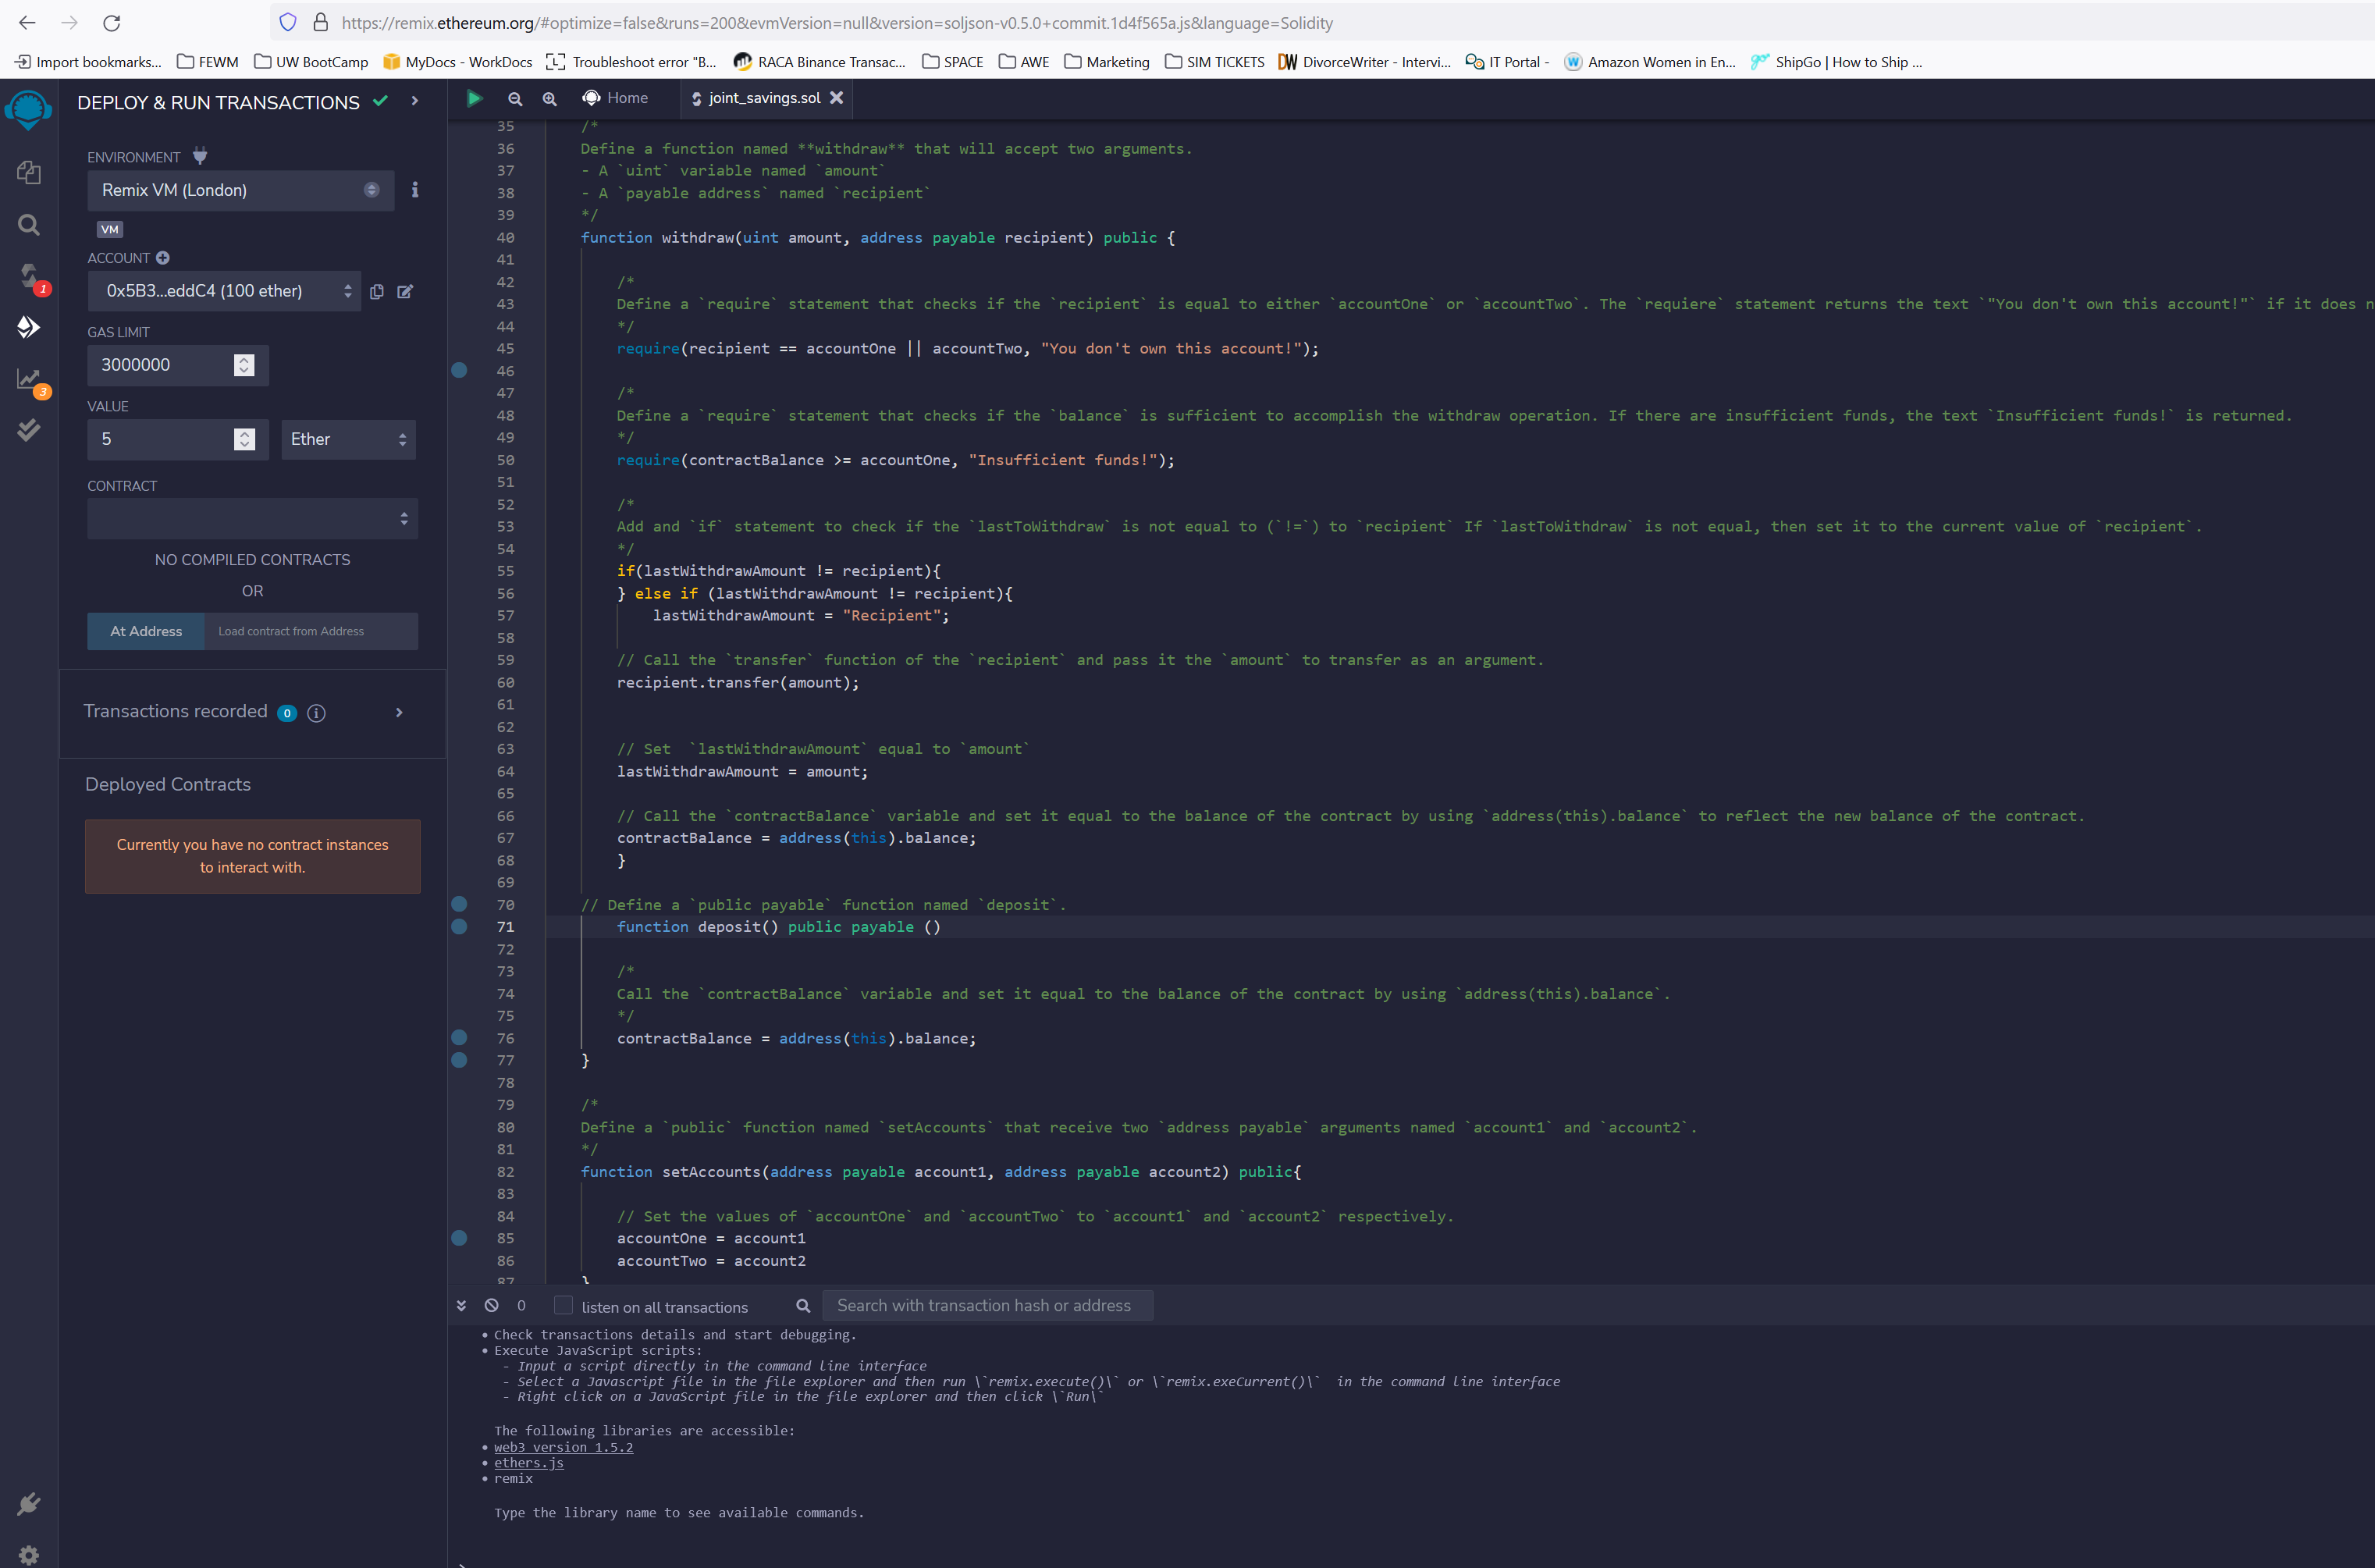 https://remix.ethereum.org/#optimize=false&runs=200&evmVersion=null&version=soljson-v0.5.0+commit.1d4f565a.js&language=Solidity
Import bookmarks... FEWM UW BootCamp MyDocs - WorkDocs Troubleshoot error "B... RACA Binance Transac... SPACE AWE Marketing SIM TICKETS DivorceWriter - Intervi... IT Portal - Amazon Women in En... ShipGo | How to Ship ...
DEPLOY & RUN TRANSACTIONS
ENVIRONMENT
Remix VM (London)
VM
ACCOUNT
0x5B3...eddC4 (100 ether)
GAS LIMIT
3000000
VALUE
5 Ether
CONTRACT
NO COMPILED CONTRACTS
OR
At Address Load contract from Address
Transactions recorded 0
Deployed Contracts
Currently you have no contract instances
to interact with.
1
3
Home joint_savings.sol
35 /*
36 Define a function named **withdraw** that will accept two arguments.
37 - A `uint` variable named `amount`
38 - A `payable address` named `recipient`
39 */
40 function withdraw(uint amount, address payable recipient) public {
41
42 /*
43 Define a `require` statement that checks if the `recipient` is equal to either `accountOne` or `accountTwo`. The `requiere` statement returns the text `"You don't own this account!"` if it does n
44 */
45 require(recipient == accountOne || accountTwo, "You don't own this account!");
46
47 /*
48 Define a `require` statement that checks if the `balance` is sufficient to accomplish the withdraw operation. If there are insufficient funds, the text `Insufficient funds!` is returned.
49 */
50 require(contractBalance >= accountOne, "Insufficient funds!");
51
52 /*
53 Add and `if` statement to check if the `lastToWithdraw` is not equal to (`!=`) to `recipient` If `lastToWithdraw` is not equal, then set it to the current value of `recipient`.
54 */
55 if(lastWithdrawAmount != recipient){
56 } else if (lastWithdrawAmount != recipient){
57 lastWithdrawAmount = "Recipient";
58
59 // Call the `transfer` function of the `recipient` and pass it the `amount` to transfer as an argument.
60 recipient.transfer(amount);
61
62
63 // Set  `lastWithdrawAmount` equal to `amount`
64 lastWithdrawAmount = amount;
65
66 // Call the `contractBalance` variable and set it equal to the balance of the contract by using `address(this).balance` to reflect the new balance of the contract.
67 contractBalance = address(this).balance;
68 }
69
70 // Define a `public payable` function named `deposit`.
71 function deposit() public payable ()
72
73 /*
74 Call the `contractBalance` variable and set it equal to the balance of the contract by using `address(this).balance`.
75 */
76 contractBalance = address(this).balance;
77 }
78
79 /*
80 Define a `public` function named `setAccounts` that receive two `address payable` arguments named `account1` and `account2`.
81 */
82 function setAccounts(address payable account1, address payable account2) public{
83
84 // Set the values of `accountOne` and `accountTwo` to `account1` and `account2` respectively.
85 accountOne = account1
86 accountTwo = account2
87 }
0 listen on all transactions Search with transaction hash or address
• Check transactions details and start debugging.
• Execute JavaScript scripts:
- Input a script directly in the command line interface
- Select a Javascript file in the file explorer and then run \`remix.execute()\` or \`remix.exeCurrent()\`  in the command line interface
- Right click on a JavaScript file in the file explorer and then click \`Run\`
The following libraries are accessible:
• web3 version 1.5.2
• ethers.js
• remix
Type the library name to see available commands.